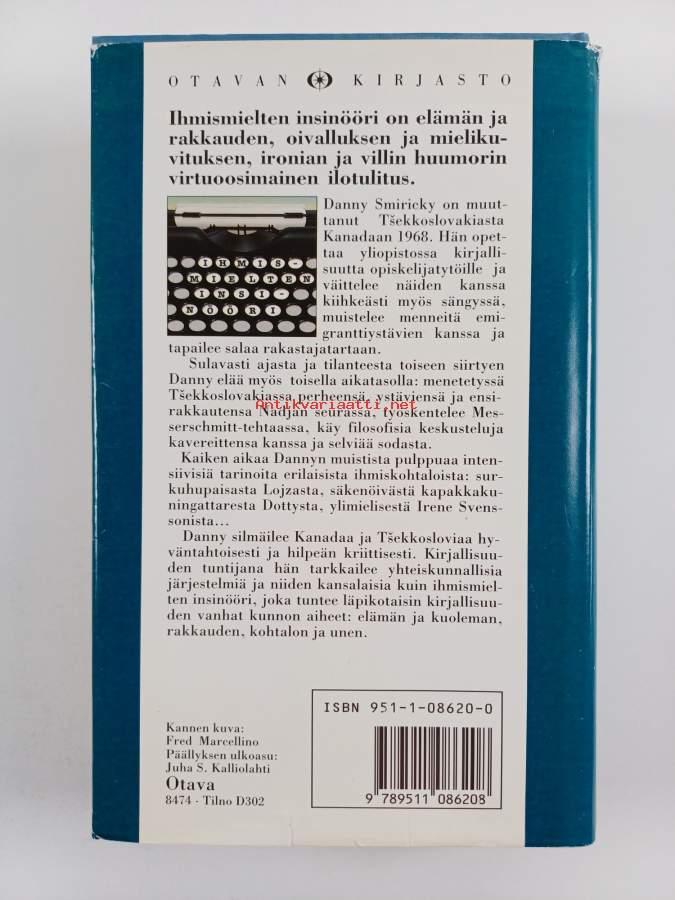 OTAVAN KIRJASTO
Ihmismielten insinööri on elämän ja
rakkauden, oivalluksen ja mieliku-
vituksen, ironian ja villin huumorin
virtuoosimainen ilotulitus.
IHMIS-
MIELTEN
INSI-
NÖÖRI
Danny Smiricky on muut-
tanut Tšekkoslovakiasta
Kanadaan 1968. Hän opet-
taa yliopistossa kirjalli-
suutta opiskelijatytöille ja
väittelee näiden kanssa
kiihkeästi myös sängyssä,
muistelee menneitä emi-
granttiystävien kanssa ja
tapailee salaa rakastajatartaan.
Sulavasti ajasta ja tilanteesta toiseen siirtyen
Danny elää myös toisella aikatasolla: menetetyssä
Tšekkoslovakiassa perheensä, ystäviensä ja ensi-
rakkautensa Nadjan seurassa, työskentelee Mes-
serschmitt-tehtaassa, käy filosofisia keskusteluja
kavereittensa kanssa ja selviää sodasta.
Antikvariaatti.net
Kaiken aikaa Dannyn muistista pulppuaa inten-
siivisiä tarinoita erilaisista ihmiskohtaloista: sur-
kuhupaisasta Lojzasta, säkenöivästä kapakkaku-
ningattaresta Dottysta, ylimielisestä Irene Svens-
sonista...
Danny silmäilee Kanadaa ja Tšekkosloviaa hy-
väntahtoisesti ja hilpeän kriittisesti. Kirjallisuu-
den tuntijana hän tarkkailee yhteiskunnallisia
järjestelmiä ja niiden kansalaisia kuin ihmismiel-
ten insinööri, joka tuntee läpikotaisin kirjallisuu-
den vanhat kunnon aiheet: elämän ja kuoleman,
rakkauden, kohtalon ja unen.
Kannen kuva:
Fred Marcellino
Päällyksen ulkoasu:
Juha S. Kalliolahti
Otava
8474 - Tilno D302
ISBN 951-1-08620-0
9 789511 086208